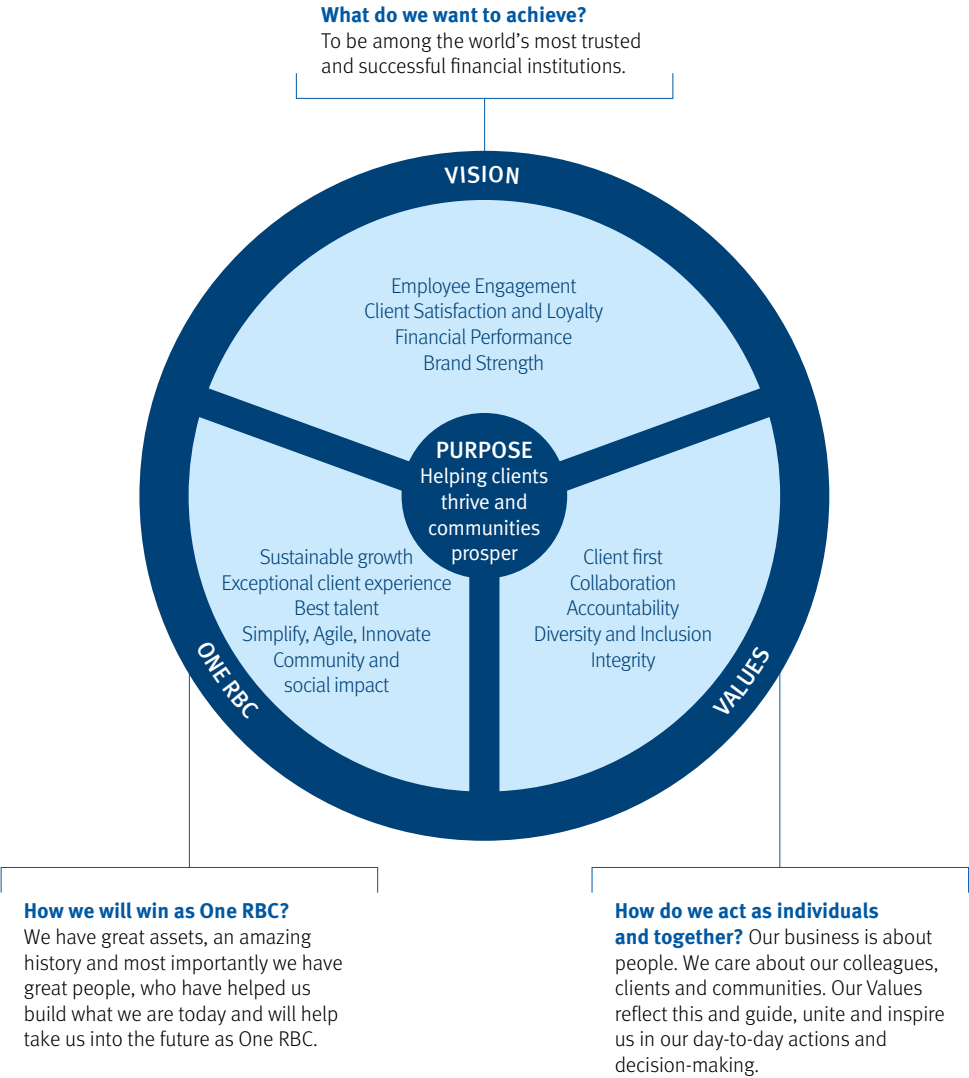 What do we want to achieve?
To be among the world’s most trusted
and successful financial institutions.
VISION
Employee Engagement
Client Satisfaction and Loyalty
Financial Performance
Brand Strength
PURPOSE
Helping clients
thrive and
communities
prosper
Sustainable growth
Exceptional client experience
Best talent
Simplify, Agile, Innovate
Community and
social impact
ONE RBC
Client first
Collaboration
Accountability
Diversity and Inclusion
Integrity
VALUES
How we will win as One RBC?
We have great assets, an amazing
history and most importantly we have
great people, who have helped us
build what we are today and will help
take us into the future as One RBC.
How do we act as individuals
and together? Our business is about
people. We care about our colleagues,
clients and communities. Our Values
reflect this and guide, unite and inspire
us in our day-to-day actions and
decision-making.